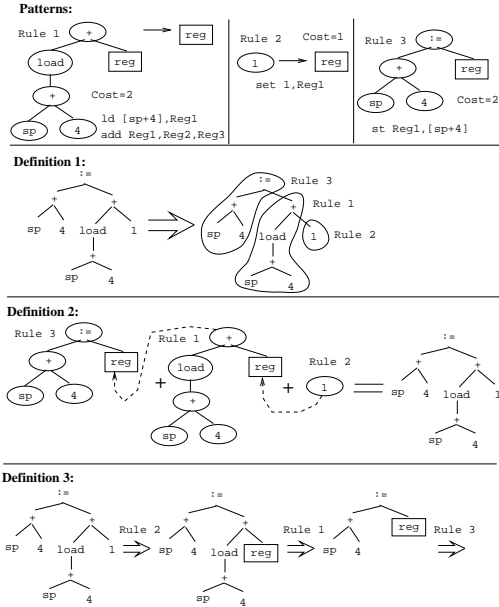 Patterns:
Rule 1 + reg
load reg
+ Cost=2
sp 4
ld [sp+4],Reg1
add Reg1,Reg2,Reg3
Rule 2 Cost=1
1 reg
set 1,Reg1
Rule 3 :=
+ reg
sp 4 Cost=2
st Reg1,[sp+4]
Definition 1:
:= := Rule 3
+ + + + Rule 1
sp 4 load 1 sp 4 load 1 Rule 2
+ +
sp 4 sp 4
Definition 2:
Rule 3 := Rule 1 + :=
+ reg load reg Rule 2 + +
sp 4 + + + 1 sp 4 load 1
sp 4 +
sp 4
Definition 3:
:= := :=
+ + Rule 2 + + Rule 1 + reg Rule 3
sp 4 load 1 sp 4 load reg sp 4
+ +
sp 4 sp 4